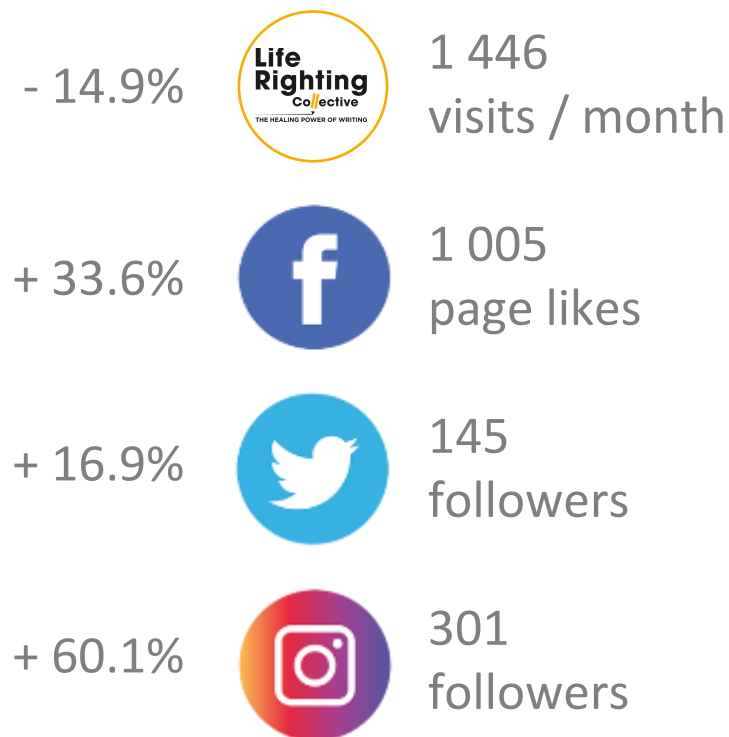 - 14.9%
Life
Righting
Collective
THE HEALING POWER OF WRITING
1 446
visits / month
+ 33.6%
f
1 005
page likes
+ 16.9%
145
followers
+ 60.1%
301
followers